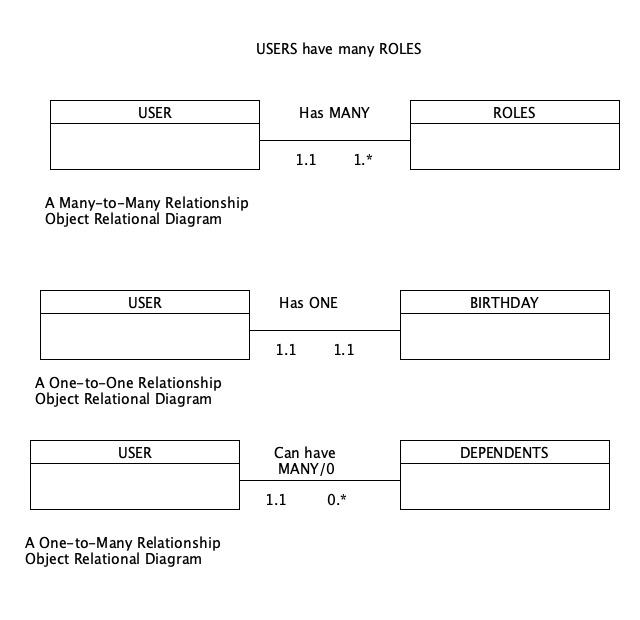 USERS have many ROLES
USER
Has MANY
ROLES
1.1
1.*
A Many-to-Many Relationship
Object Relational Diagram
USER
Has ONE
BIRTHDAY
1.1
1.1
A One-to-One Relationship
Object Relational Diagram
USER
Can have
MANY/0
DEPENDENTS
1.1
0.*
A One-to-Many Relationship
Object Relational Diagram